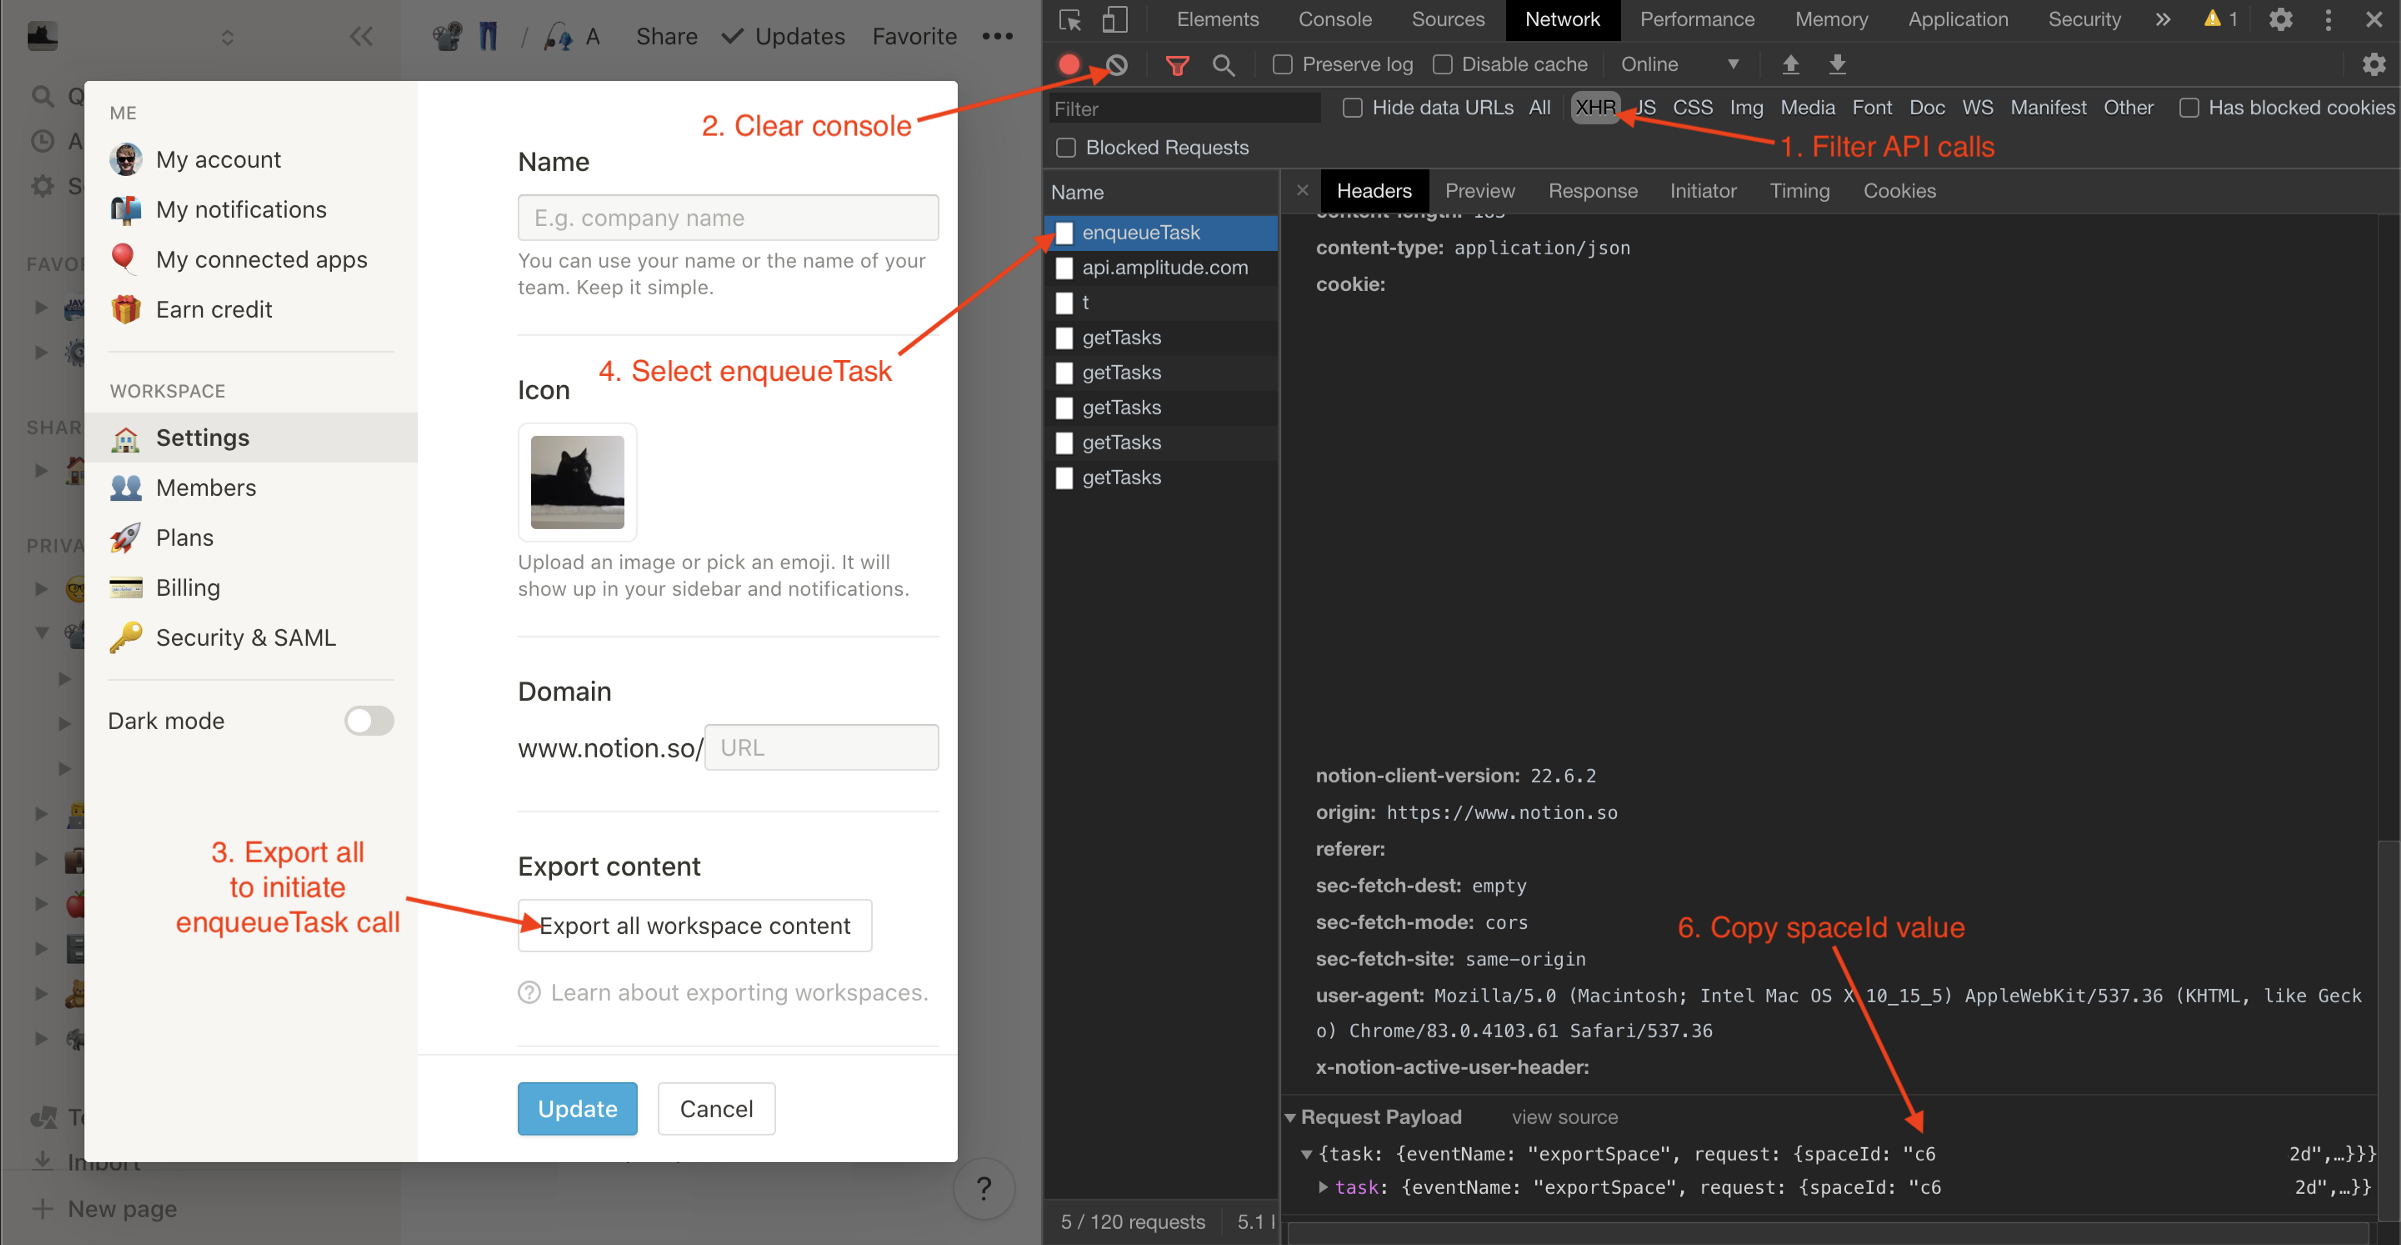 A
Share
Updates
Favorite
•••
ME
My account
My notifications
My connected apps
Earn credit
WORKSPACE
Settings
Members
Plans
Billing
Security & SAML
Dark mode
FAVO
SHAR
PRIVA
Import
New page
Name
E.g. company name
You can use your name or the name of your
team. Keep it simple.
Icon
Upload an image or pick an emoji. It will
show up in your sidebar and notifications.
Domain
www.notion.so/
URL
Export content
Export all workspace content
? Learn about exporting workspaces.
Update
Cancel
?
2. Clear console
4. Select enqueueTask
3. Export all
to initiate
enqueueTask call
Elements
Console
Sources
Network
Performance
Memory
Application
Security
»
1
Preserve log
Disable cache
Online
Filter
Hide data URLs
All
XHR
JS
CSS
Img
Media
Font
Doc
WS
Manifest
Other
Has blocked cookies
Blocked Requests
1. Filter API calls
Name
enqueueTask
api.amplitude.com
t
getTasks
getTasks
getTasks
getTasks
getTasks
5 / 120 requests
5.1
Headers
Preview
Response
Initiator
Timing
Cookies
content-type: application/json
cookie:
notion-client-version: 22.6.2
origin: https://www.notion.so
referer:
sec-fetch-dest: empty
sec-fetch-mode: cors
sec-fetch-site: same-origin
user-agent: Mozilla/5.0 (Macintosh; Intel Mac OS X 10_15_5) AppleWebKit/537.36 (KHTML, like Geck
o) Chrome/83.0.4103.61 Safari/537.36
x-notion-active-user-header:
6. Copy spaceId value
Request Payload
view source
{task: {eventName: "exportSpace", request: {spaceId: "c6 2d",…}}}
task: {eventName: "exportSpace", request: {spaceId: "c6 2d",…}}